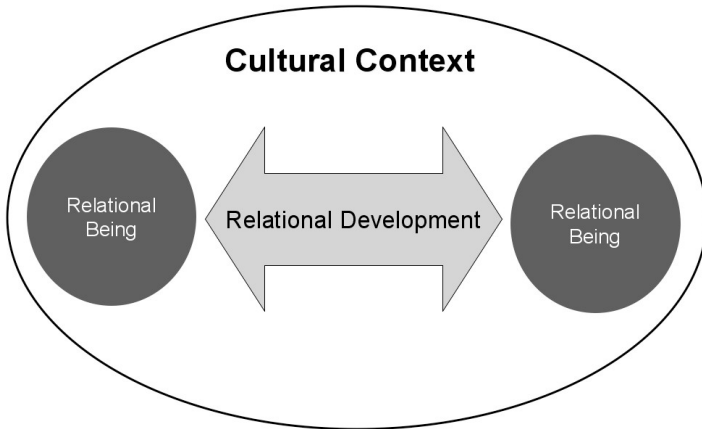 Cultural Context
Relational
Being
Relational Development
Relational
Being